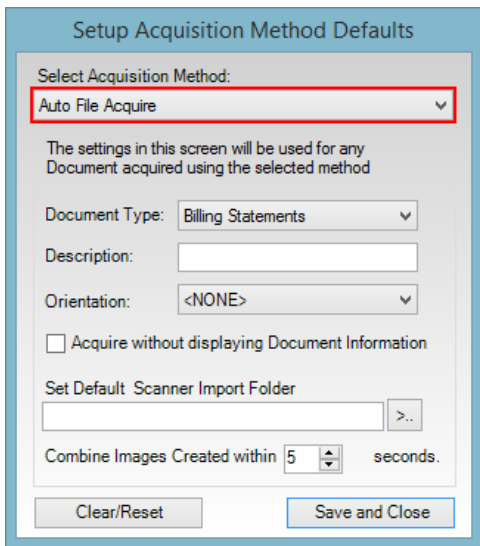 Setup Acquisition Method Defaults
Select Acquisition Method:
Auto File Acquire
The settings in this screen will be used for any
Document acquired using the selected method
Document Type: Billing Statements
Description:
Orientation: <NONE>
Acquire without displaying Document Information
Set Default Scanner Import Folder
>..
Combine Images Created within 5 seconds.
Clear/Reset Save and Close